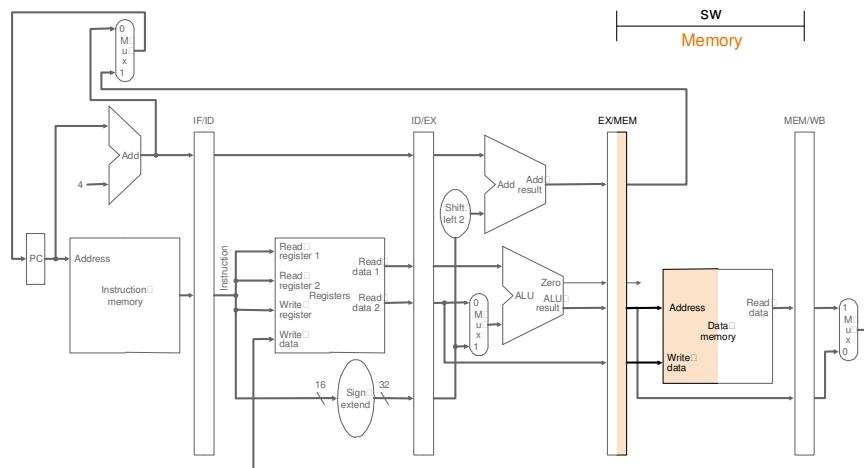 SW
Memory
0
M
u
x
1
IF/ID
ID/EX
EX/MEM
MEM/WB
Add
4
Add
Add
result
Shift
left 2
PC
Address
Instruction
memory
Instruction
Read
register 1
Read
register 2
Write
register
Write
data
Registers
Read
data 1
Read
data 2
0
M
u
x
1
Zero
ALU
ALU
result
Address
Write
data
Data
memory
Read
data
1
M
u
x
0
16
Sign
extend
32